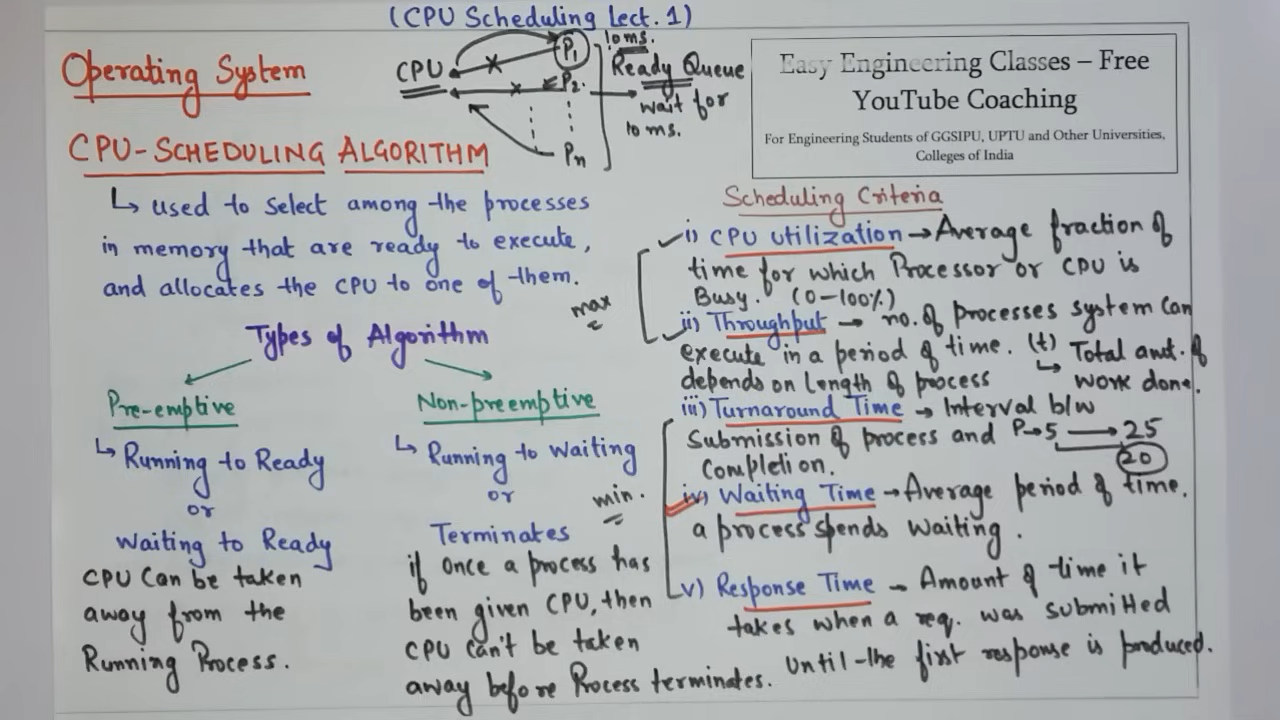 (CPU Scheduling Lect. 1)
Operating System
CPU
P1
10 ms.
P2.
Pn
Ready Queue
wait for
10 ms.
Easy Engineering Classes – Free
YouTube Coaching
For Engineering Students of GGSIPU, UPTU and Other Universities,
Colleges of India
CPU-SCHEDULING ALGORITHM
used to select among the processes
in memory that are ready to execute,
and allocates the CPU to one of them.
Types of Algorithm
Pre-emptive
Running to Ready
or
Waiting to Ready
CPU Can be taken
away from the
Running Process.
Non-preemptive
Running to Waiting
or
Terminates
if once a process has
been given CPU, then
CPU can't be taken
away before Process terminates.
Scheduling Criteria
max
i) CPU utilization → Average fraction of
time for which Processor or CPU is
Busy. (0-100%)
ii) Throughput → no. of processes system can
execute in a period of time. (t)
depends on length of process
Total amt. of
work done.
min.
iii) Turnaround Time → Interval b/w
Submission of process and
Completion.
P→5 → 25
20
iv) Waiting Time → Average period of time.
a process spends waiting.
v) Response Time - Amount of time it
takes when a req. was submitted
until the first response is produced.